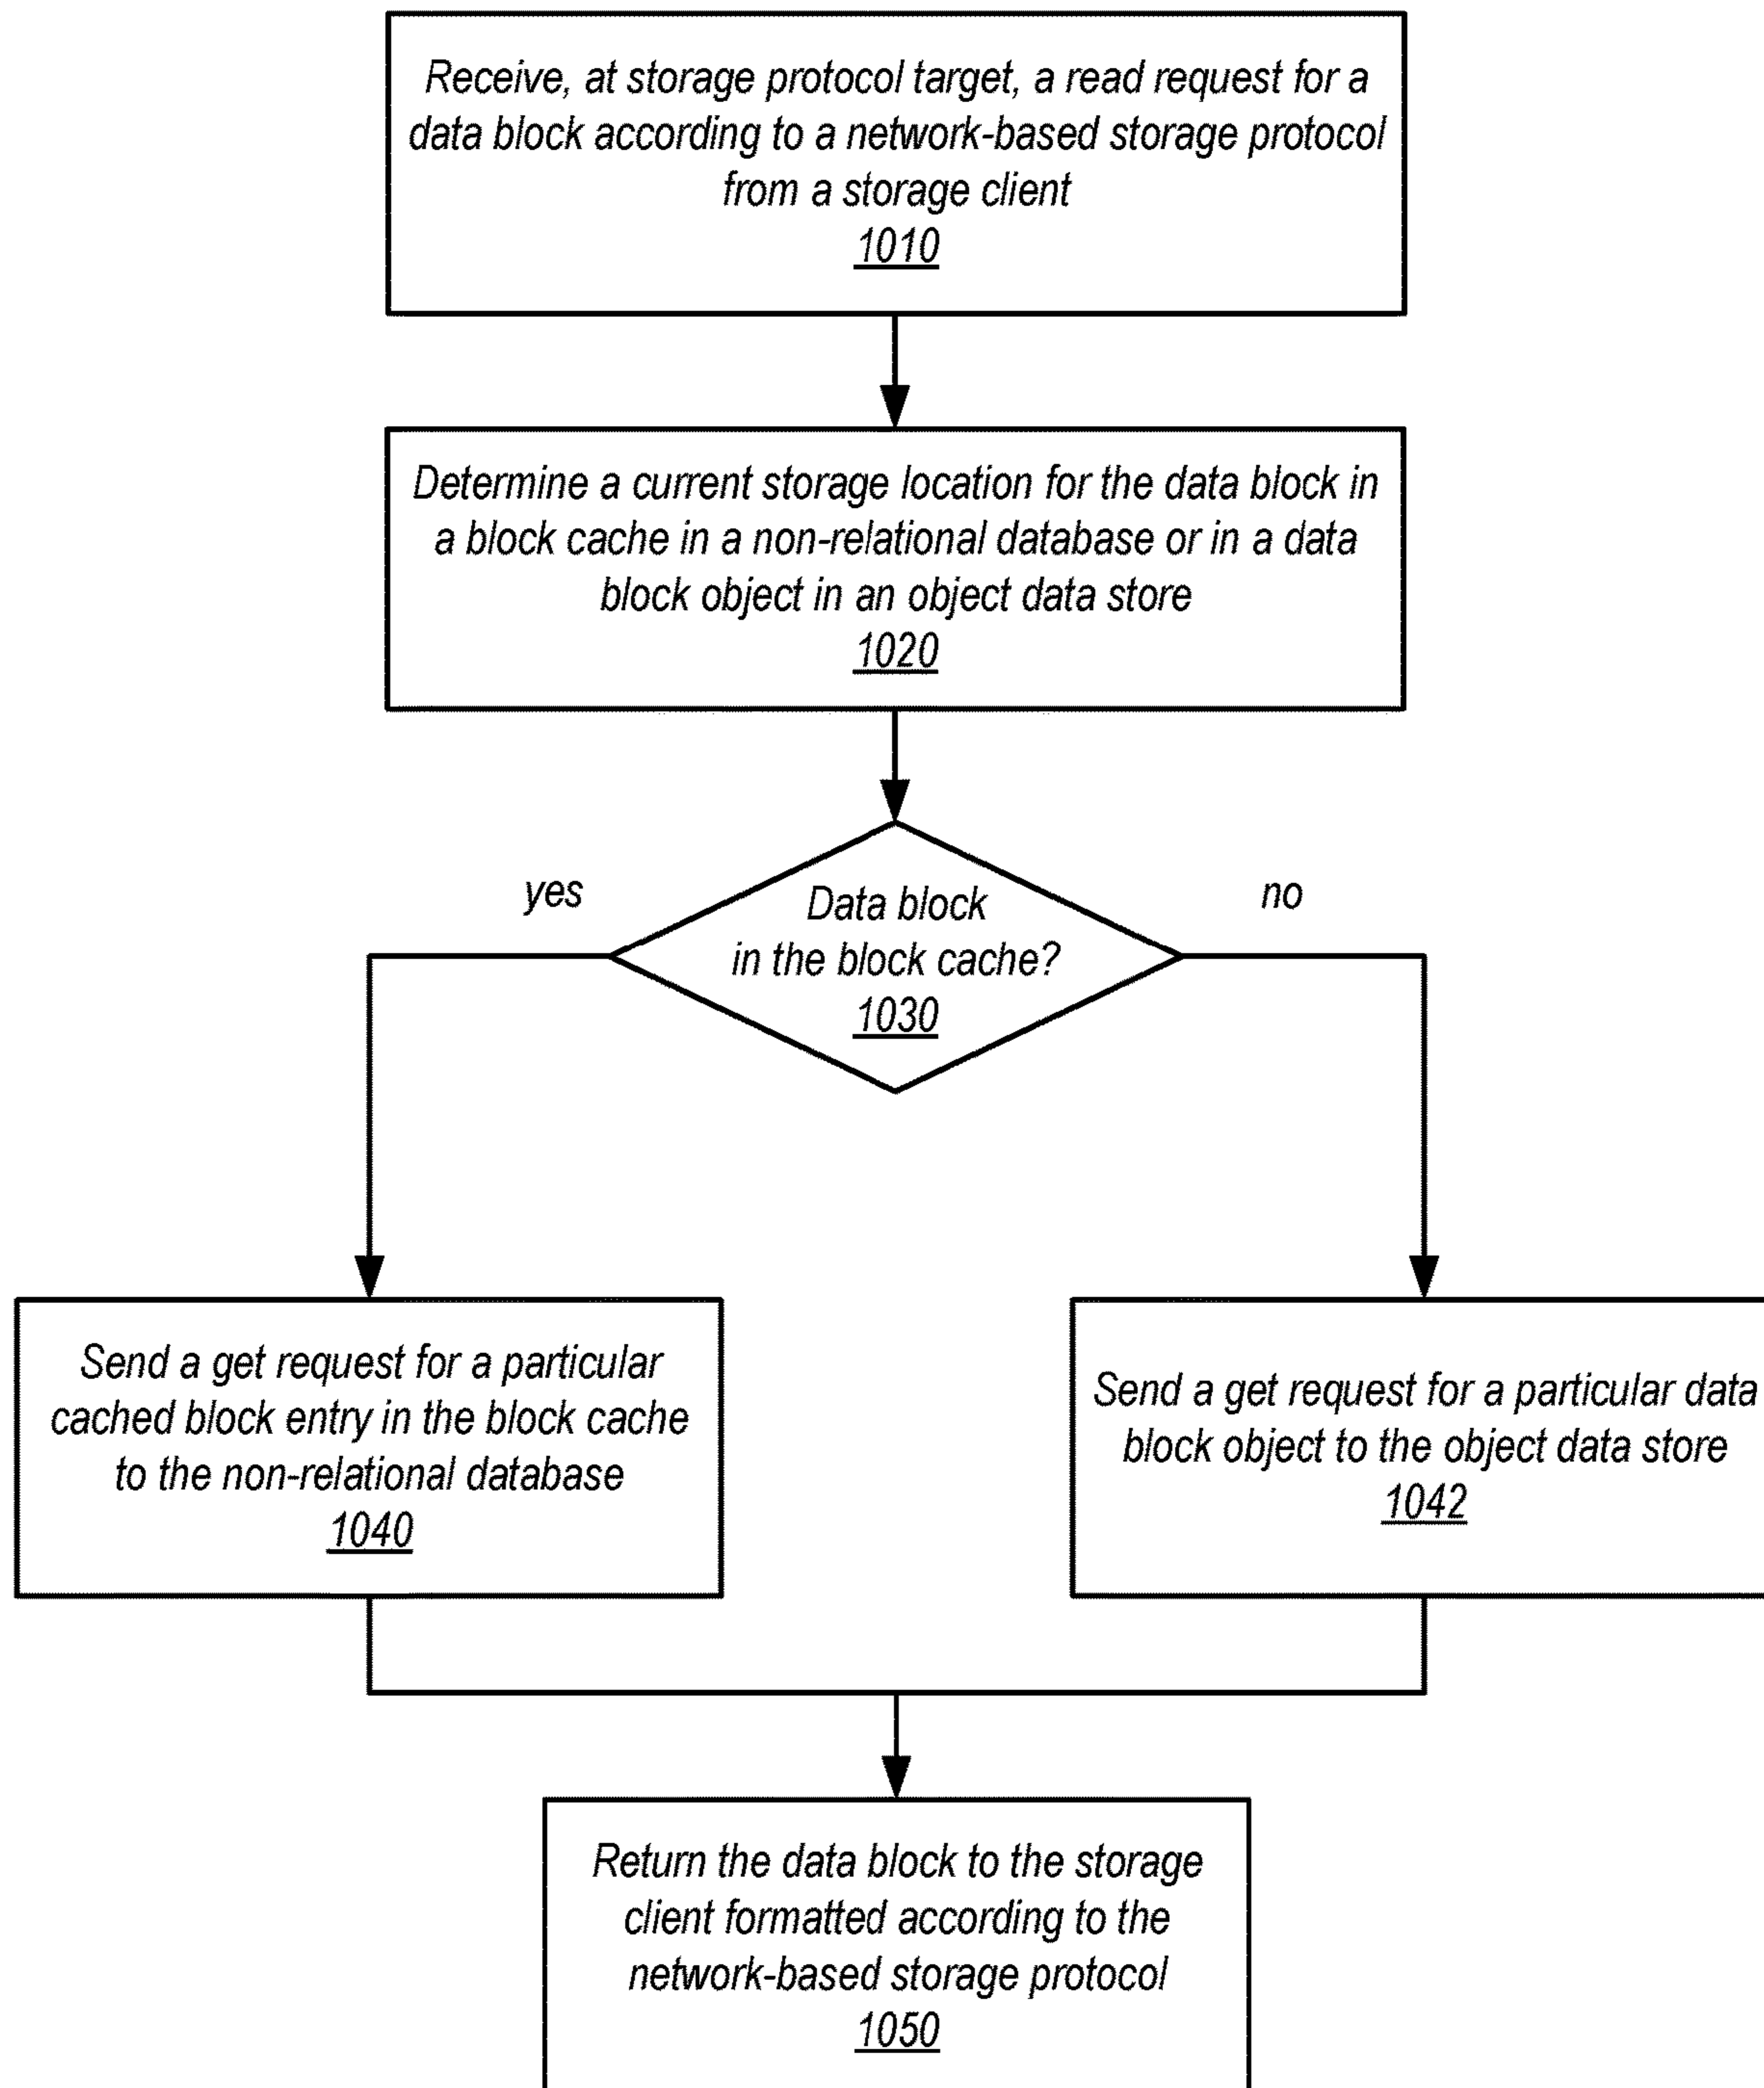 Receive, at storage protocol target, a read request for a
data block according to a network-based storage protocol
from a storage client
1010
Determine a current storage location for the data block in
a block cache in a non-relational database or in a data
block object in an object data store
1020
yes
no
Data block
in the block cache?
1030
Send a get request for a particular
cached block entry in the block cache
to the non-relational database
1040
Send a get request for a particular data
block object to the object data store
1042
Return the data block to the storage
client formatted according to the
network-based storage protocol
1050